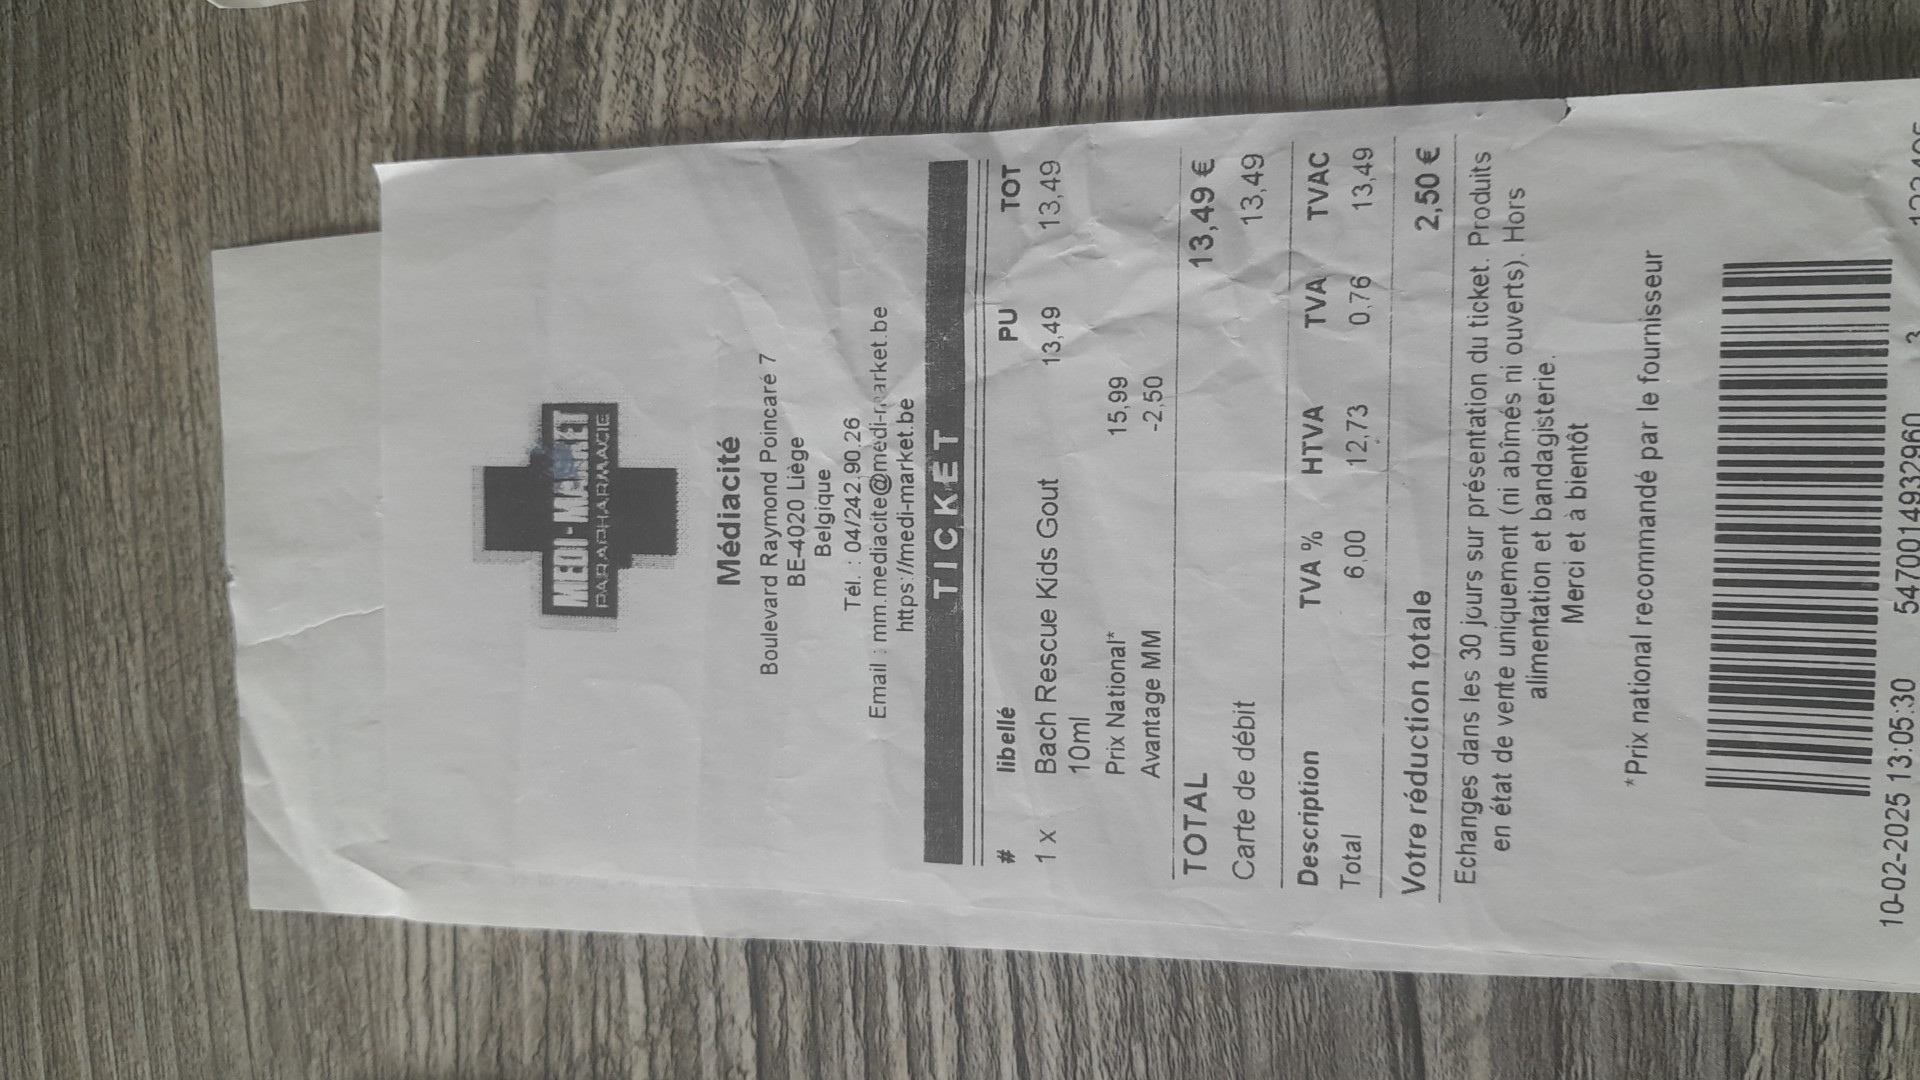 MEDI-MARKET
PARAPHARMACIE
Médiacité
Boulevard Raymond Poincaré 7
BE-4020 Liège
Belgique
Tél. : 04/242.90.26
Email : mm.mediacite@medi-market.be
https://medi-market.be
TICKET
# libellé PU TOT
1 x Bach Rescue Kids Gout 13,49 13,49
10ml
Prix National* 15,99
Avantage MM -2,50
TOTAL 13,49 €
Carte de débit 13,49
Description TVA % HTVA TVA TVAC
Total 6,00 12,73 0,76 13,49
Votre réduction totale 2,50 €
Echanges dans les 30 jours sur présentation du ticket. Produits
en état de vente uniquement (ni abîmés ni ouverts). Hors
alimentation et bandagisterie.
Merci et à bientôt
*Prix national recommandé par le fournisseur
10-02-2025 13:05:30 5470014932960 3